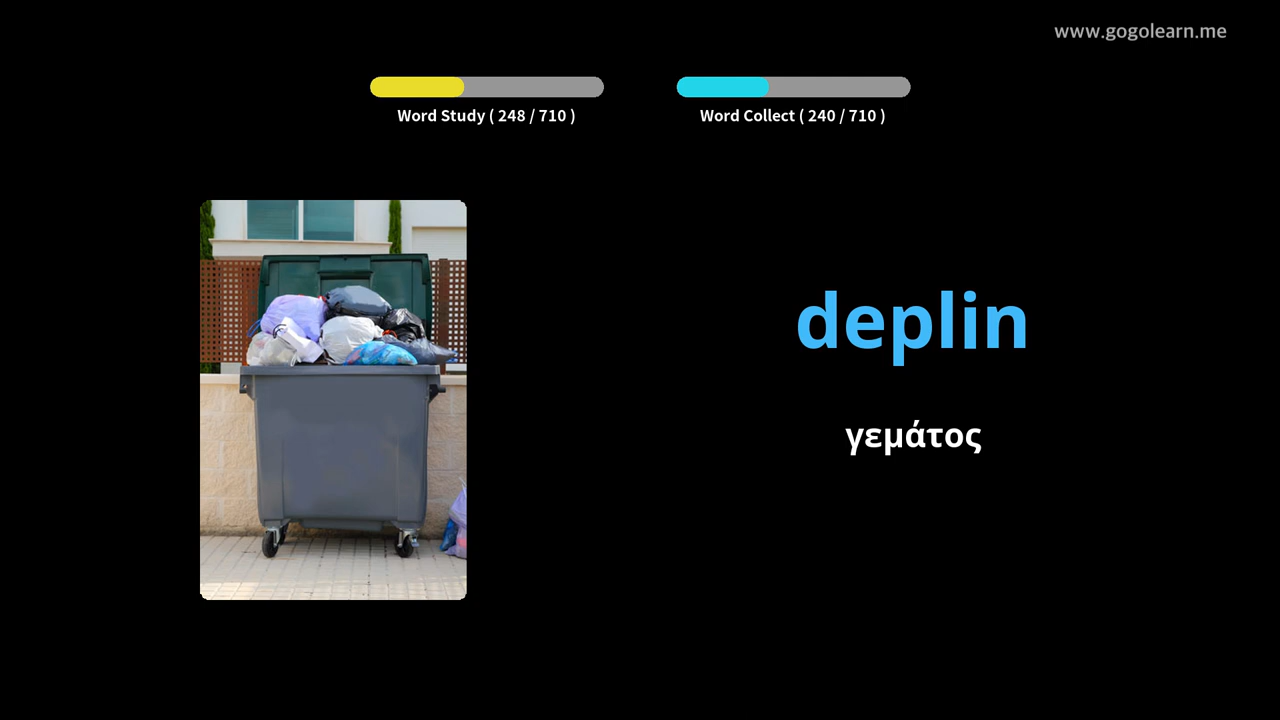 www.gogolearn.me
Word Study ( 248 / 710 )
Word Collect ( 240 / 710 )
deplin
γεμάτος